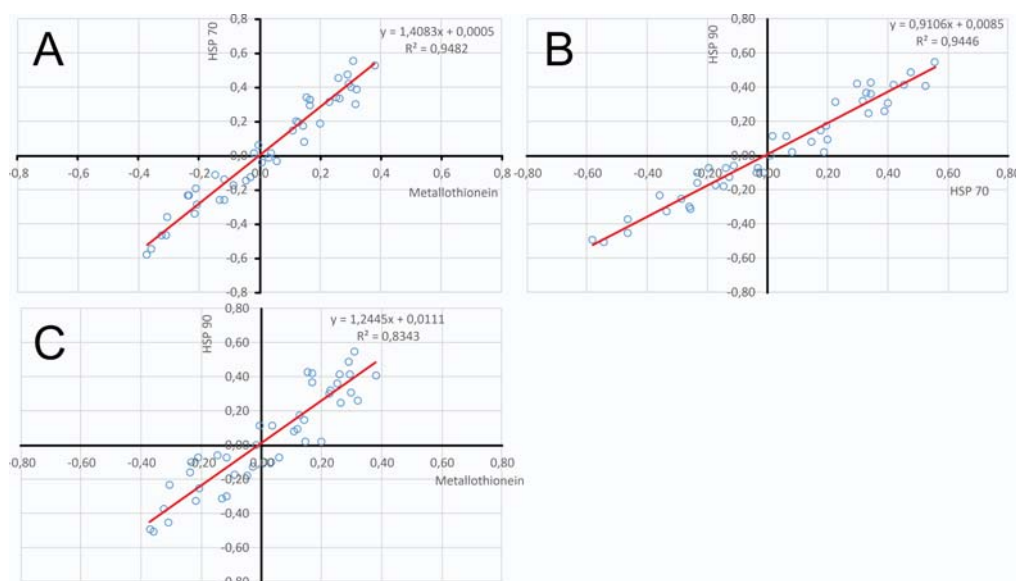 A
HSP 70
y = 1,4083x + 0,0005
R² = 0,9482
0,8
0,6
0,4
0,2
0,0
-0,2
-0,4
-0,6
-0,8
-0,8 -0,6 -0,4 -0,2 0,0 0,2 0,4 0,6 0,8
Metallothionein
B
HSP 90
y = 0,9106x + 0,0085
R² = 0,9446
0,80
0,60
0,40
0,20
0,00
-0,20
-0,40
-0,60
-0,80
-0,80 -0,60 -0,40 -0,20 0,00 0,20 0,40 0,60 0,80
HSP 70
C
HSP 90
y = 1,2445x + 0,0111
R² = 0,8343
0,80
0,60
0,40
0,20
0,00
-0,20
-0,40
-0,60
-0,80
-0,80 -0,60 -0,40 -0,20 0,00 0,20 0,40 0,60 0,80
Metallothionein